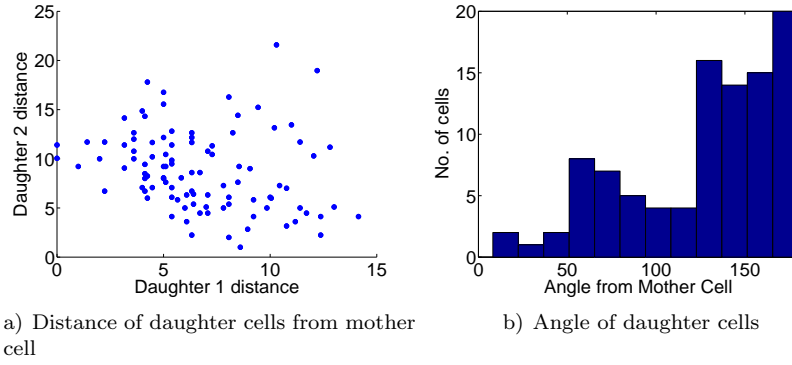 25
20
15
10
5
0
Daughter 2 distance
0 5 10 15
Daughter 1 distance
20
15
10
5
0
No. of cells
0 50 100 150
Angle from Mother Cell
a) Distance of daughter cells from mother
cell
b) Angle of daughter cells